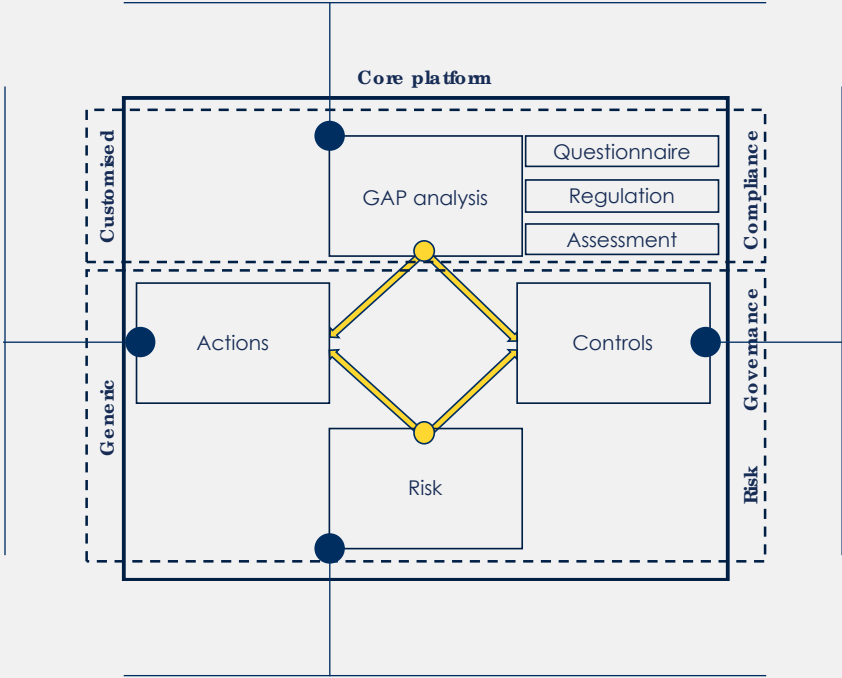 Core platform
Customised
GAP analysis
Questionnaire
Regulation
Assessment
Compliance
Generic
Actions
Controls
Governance
Risk
Risk